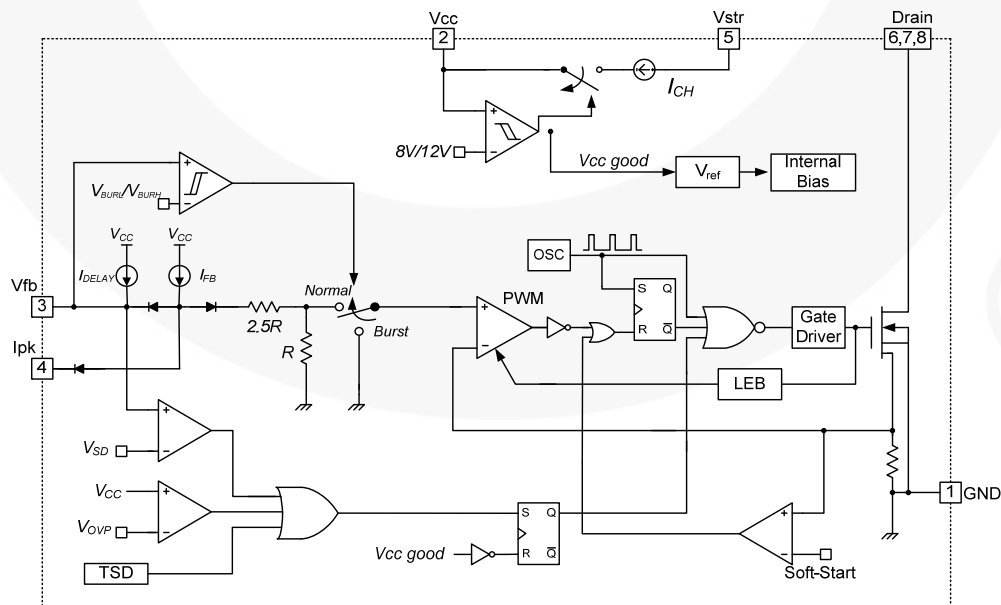 Vcc
2
Vstr
5
Drain
6,7,8
I_CH
8V/12V
+
−
Vcc good
V_ref
Internal
Bias
+
−
V_BURL/V_BURH
V_CC
V_CC
I_DELAY
I_FB
Vfb
3
2.5R
R
Normal
Burst
Ipk
4
OSC
PWM
+
−
S Q
R Q̅
Gate
Driver
LEB
+
−
V_SD
V_CC
+
V_OVP
−
TSD
Vcc good
S Q
R Q̅
+
−
Soft-Start
1
GND